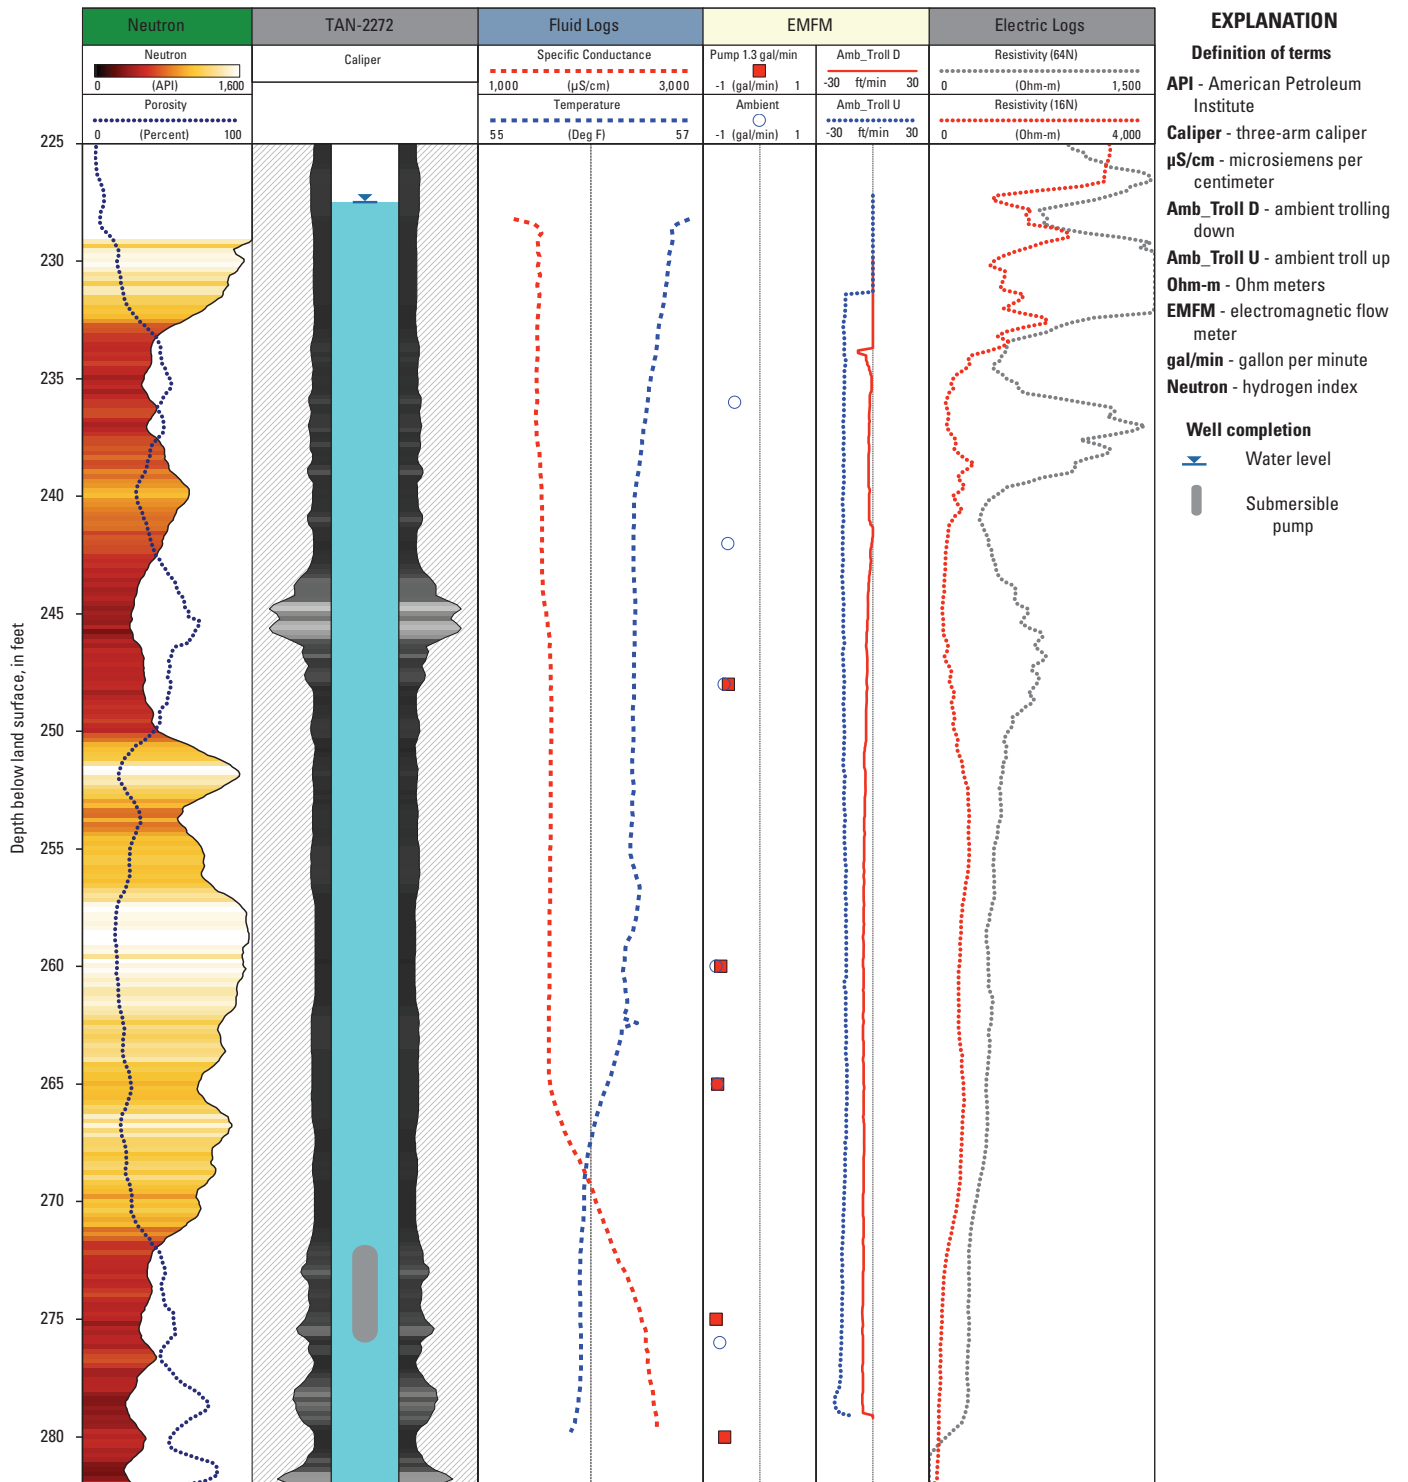 Neutron
TAN-2272
Fluid Logs
EMFM
Electric Logs
Neutron
0 (API) 1,600
Porosity
0 (Percent) 100
Caliper
Specific Conductance
1,000 (µS/cm) 3,000
Temperature
55 (Deg F) 57
Pump 1.3 gal/min
-1 (gal/min) 1
Ambient
-1 (gal/min) 1
Amb_Troll D
-30 ft/min 30
Amb_Troll U
-30 ft/min 30
Resistivity (64N)
0 (Ohm-m) 1,500
Resistivity (16N)
0 (Ohm-m) 4,000
Depth below land surface, in feet
225
230
235
240
245
250
255
260
265
270
275
280
EXPLANATION
Definition of terms
API - American Petroleum
Institute
Caliper - three-arm caliper
µS/cm - microsiemens per
centimeter
Amb_Troll D - ambient trolling
down
Amb_Troll U - ambient troll up
Ohm-m - Ohm meters
EMFM - electromagnetic flow
meter
gal/min - gallon per minute
Neutron - hydrogen index
Well completion
Water level
Submersible
pump